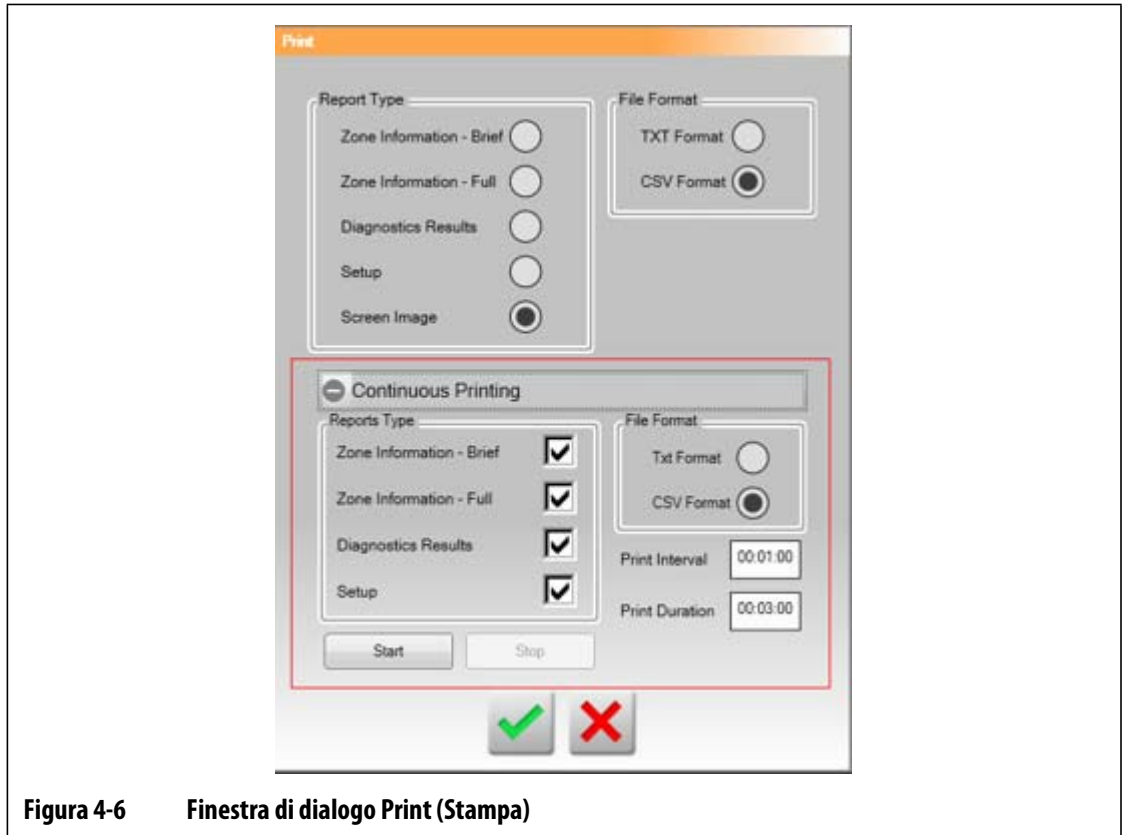 Print
Report Type
Zone Information - Brief
Zone Information - Full
Diagnostics Results
Setup
Screen Image
File Format
TXT Format
CSV Format
Continuous Printing
Reports Type
Zone Information - Brief
Zone Information - Full
Diagnostics Results
Setup
File Format
Txt Format
CSV Format
Print Interval 00:01:00
Print Duration 00:03:00
Start Stop
Figura 4-6 Finestra di dialogo Print (Stampa)